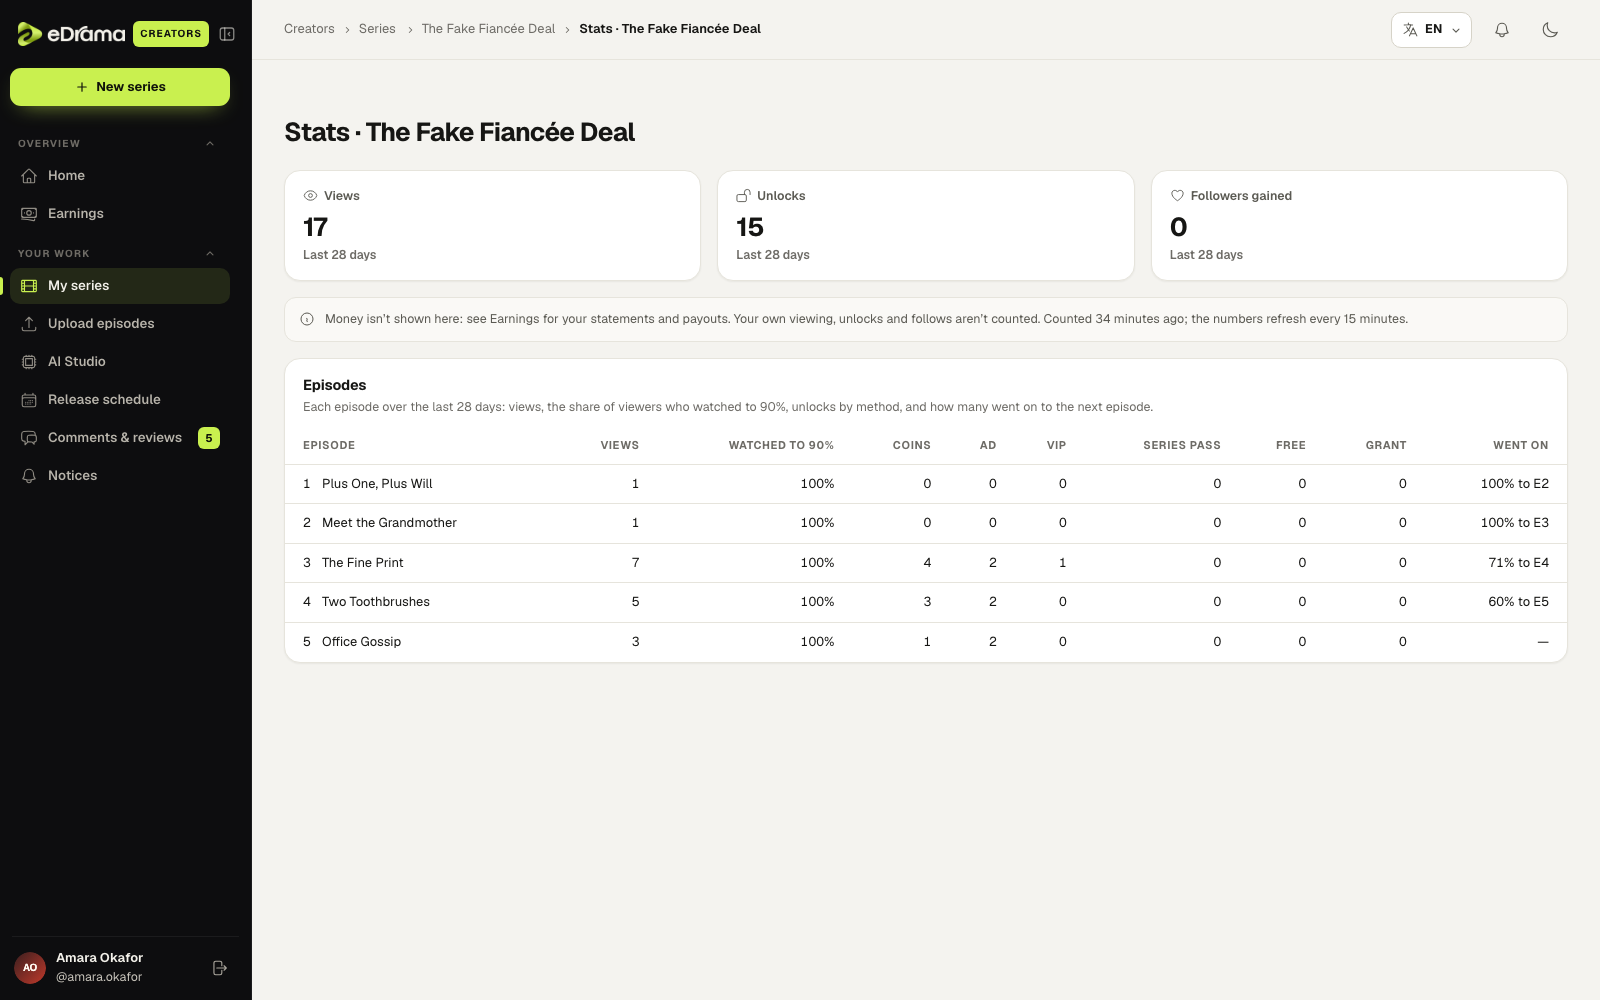 eDrama CREATORS
New series
OVERVIEW
Home
Earnings
YOUR WORK
My series
Upload episodes
AI Studio
Release schedule
Comments & reviews 5
Notices
AO Amara Okafor
@amara.okafor
Creators › Series › The Fake Fiancée Deal › Stats · The Fake Fiancée Deal
EN
Stats · The Fake Fiancée Deal
Views
17
Last 28 days
Unlocks
15
Last 28 days
Followers gained
0
Last 28 days
Money isn’t shown here: see Earnings for your statements and payouts. Your own viewing, unlocks and follows aren’t counted. Counted 34 minutes ago; the numbers refresh every 15 minutes.
Episodes
Each episode over the last 28 days: views, the share of viewers who watched to 90%, unlocks by method, and how many went on to the next episode.
EPISODE VIEWS WATCHED TO 90% COINS AD VIP SERIES PASS FREE GRANT WENT ON
1 Plus One, Plus Will 1 100% 0 0 0 0 0 0 100% to E2
2 Meet the Grandmother 1 100% 0 0 0 0 0 0 100% to E3
3 The Fine Print 7 100% 4 2 1 0 0 0 71% to E4
4 Two Toothbrushes 5 100% 3 2 0 0 0 0 60% to E5
5 Office Gossip 3 100% 1 2 0 0 0 0 —